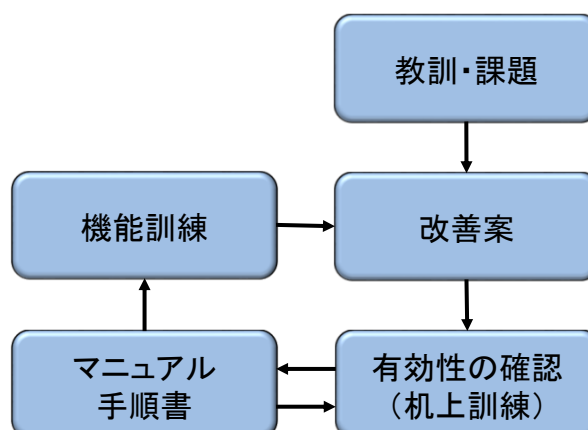 教訓・課題
機能訓練
改善案
マニュアル
手順書
有効性の確認
（机上訓練）